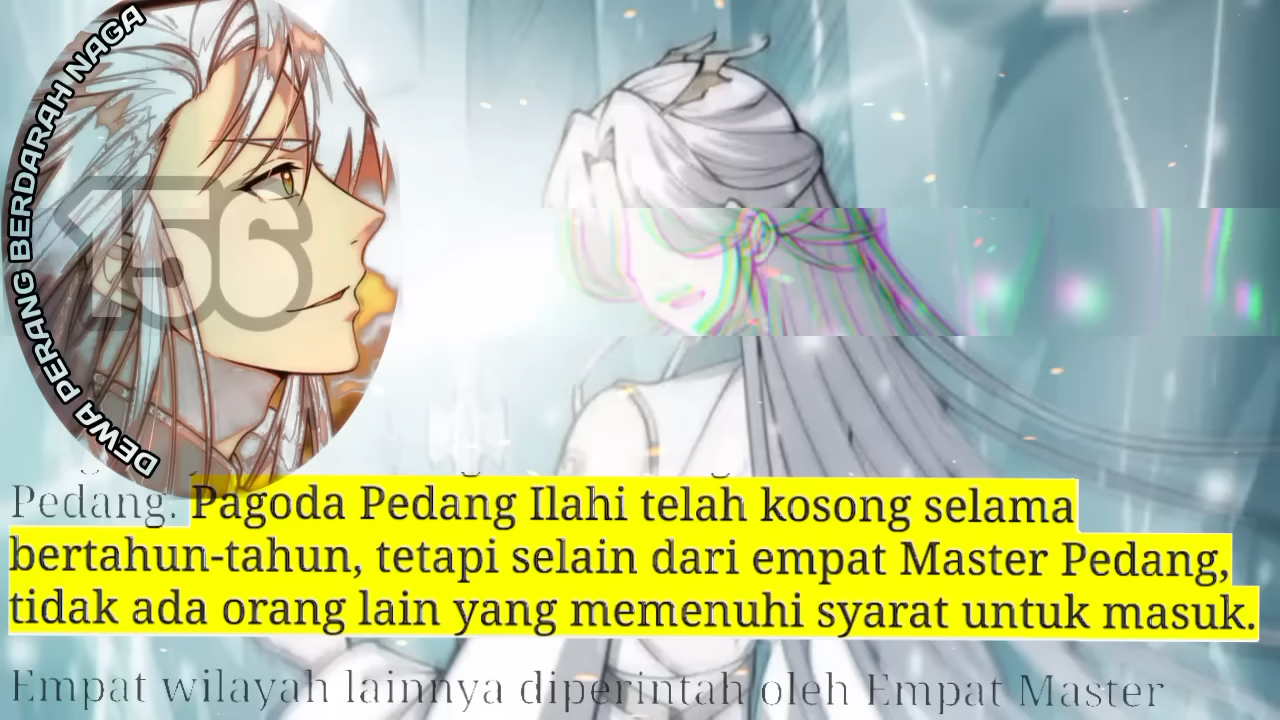 DEWA PERANG BERDARAH NAGA
156
Pedang. Pagoda Pedang Ilahi telah kosong selama
bertahun-tahun, tetapi selain dari empat Master Pedang,
tidak ada orang lain yang memenuhi syarat untuk masuk.
Empat wilayah lainnya diperintah oleh Empat Master